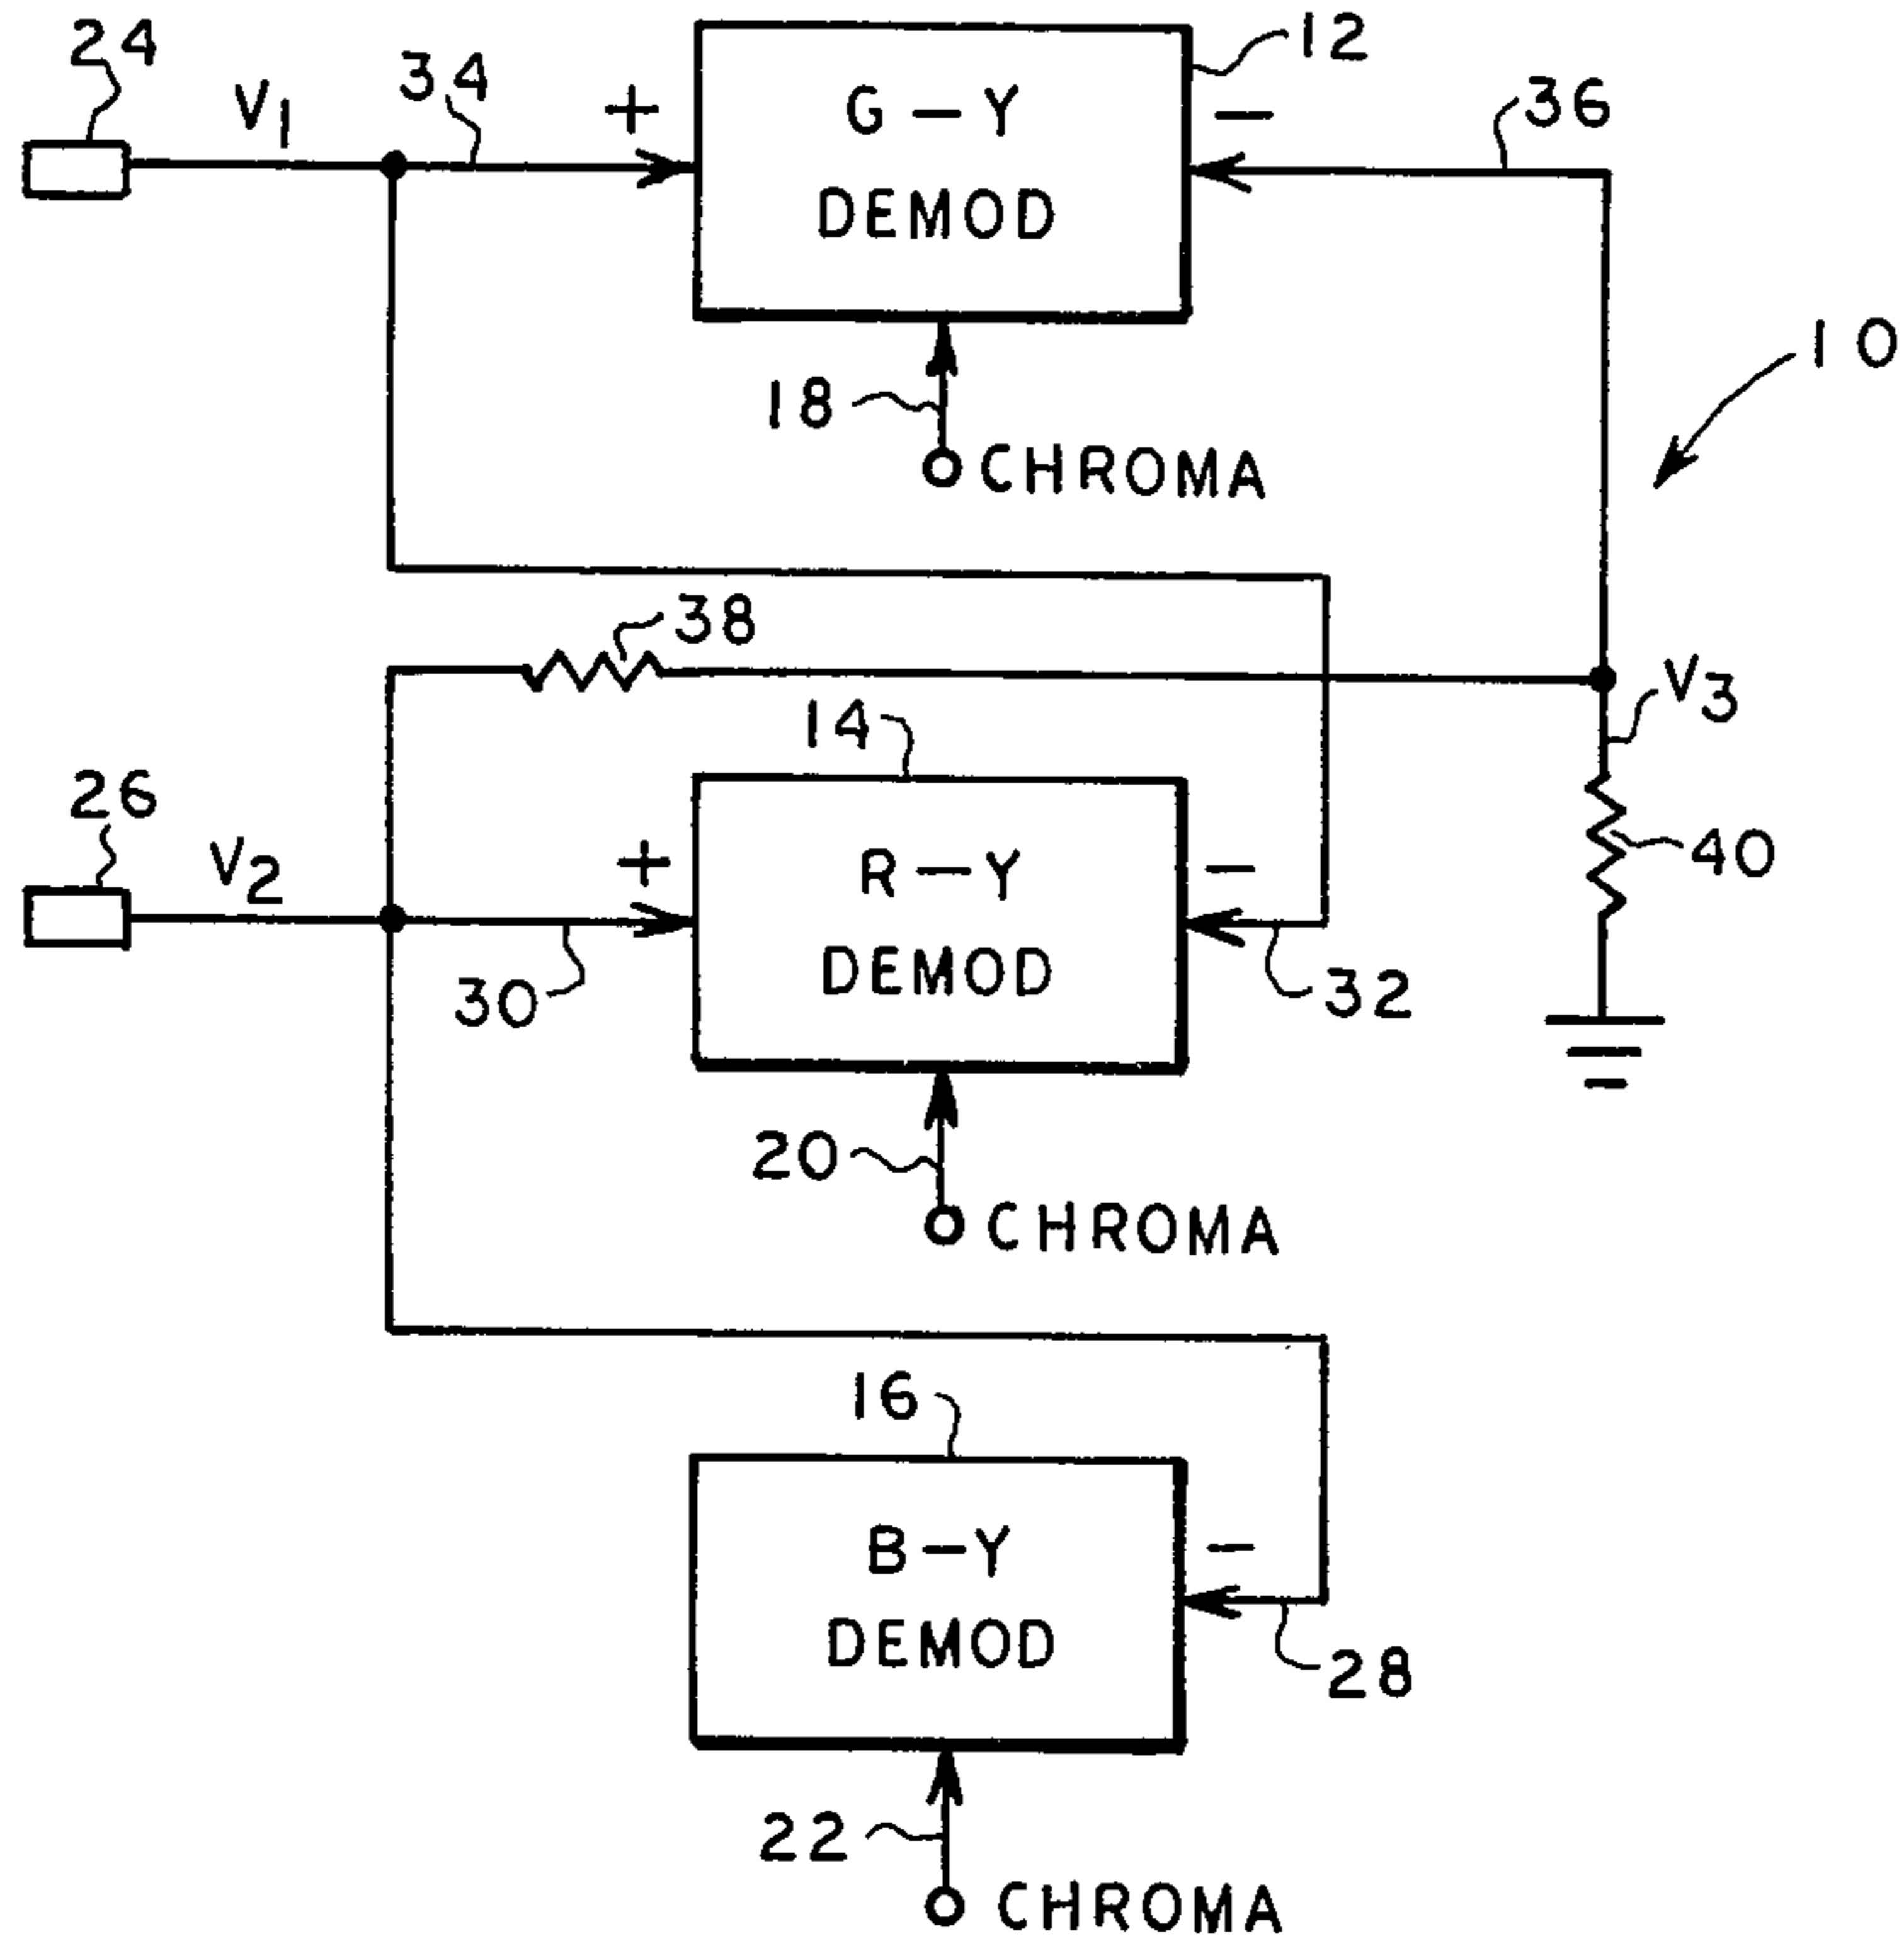 24
V1
34
+
G-Y
DEMOD
12
-
36
18
CHROMA
10
38
14
V3
26
V2
+
R-Y
DEMOD
-
40
30
32
20
CHROMA
16
B-Y
DEMOD
-
28
22
CHROMA